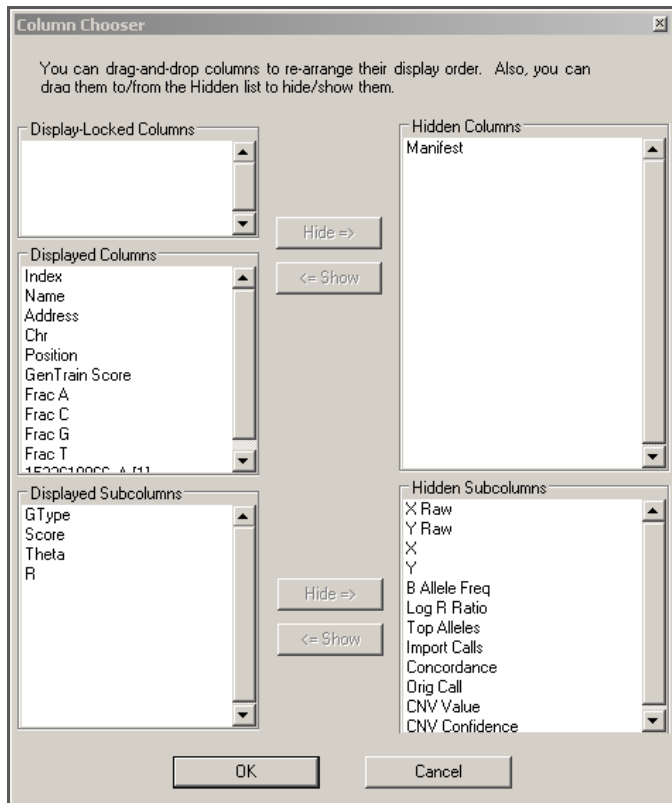 Column Chooser
You can drag-and-drop columns to re-arrange their display order. Also, you can
drag them to/from the Hidden list to hide/show them.
Display-Locked Columns
Hide =>
<= Show
Displayed Columns
Index
Name
Address
Chr
Position
GenTrain Score
Frac A
Frac C
Frac G
Frac T
Hidden Columns
Manifest
Displayed Subcolumns
GType
Score
Theta
R
Hide =>
<= Show
Hidden Subcolumns
X Raw
Y Raw
X
Y
B Allele Freq
Log R Ratio
Top Alleles
Import Calls
Concordance
Orig Call
CNV Value
CNV Confidence
OK
Cancel